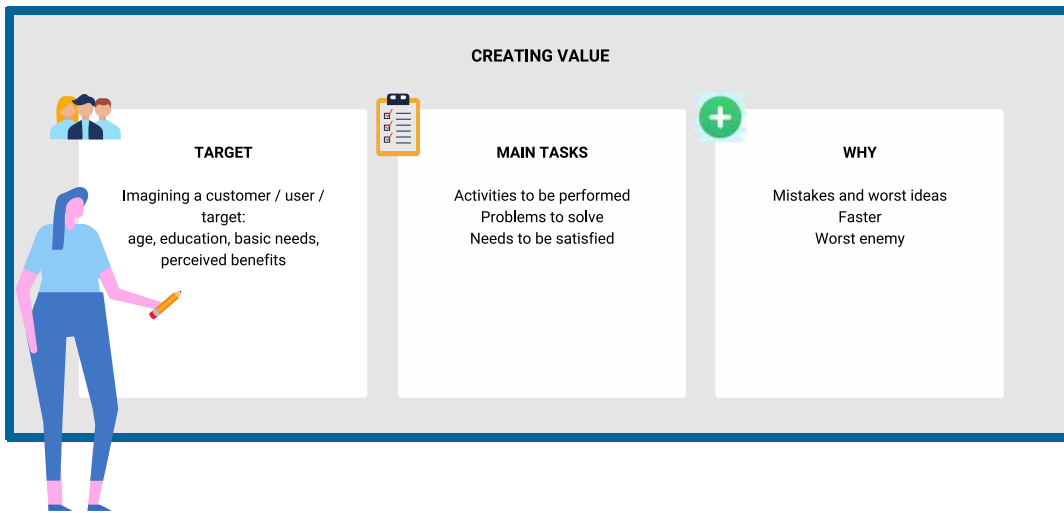 CREATING VALUE
TARGET
Imagining a customer / user /
target:
age, education, basic needs,
perceived benefits
MAIN TASKS
Activities to be performed
Problems to solve
Needs to be satisfied
WHY
Mistakes and worst ideas
Faster
Worst enemy